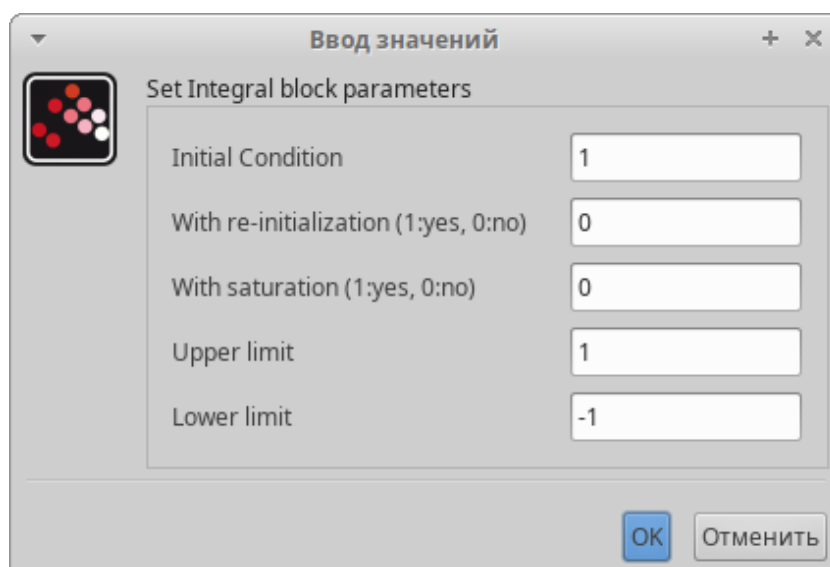 Ввод значений
Set Integral block parameters
Initial Condition 1
With re-initialization (1:yes, 0:no) 0
With saturation (1:yes, 0:no) 0
Upper limit 1
Lower limit -1
OK Отменить